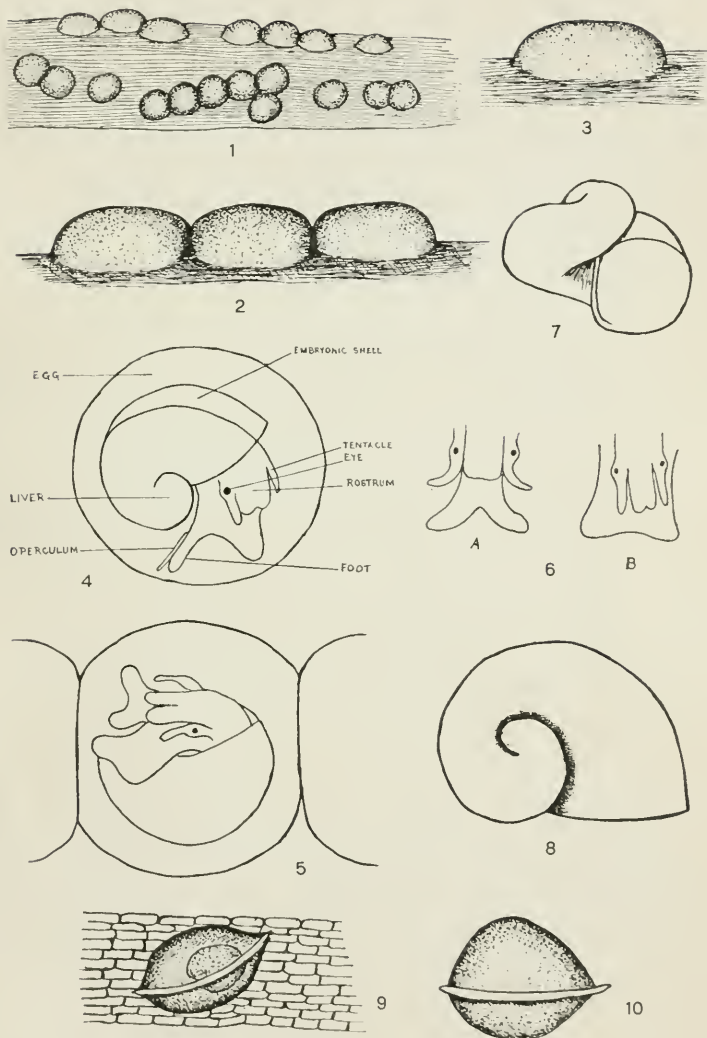 1
3
2
7
EMBRYONIC SHELL
EGG
TENTACLE
EYE
ROSTRUM
LIVER
OPERCULUM
FOOT
4
A
B
6
5
8
9
10